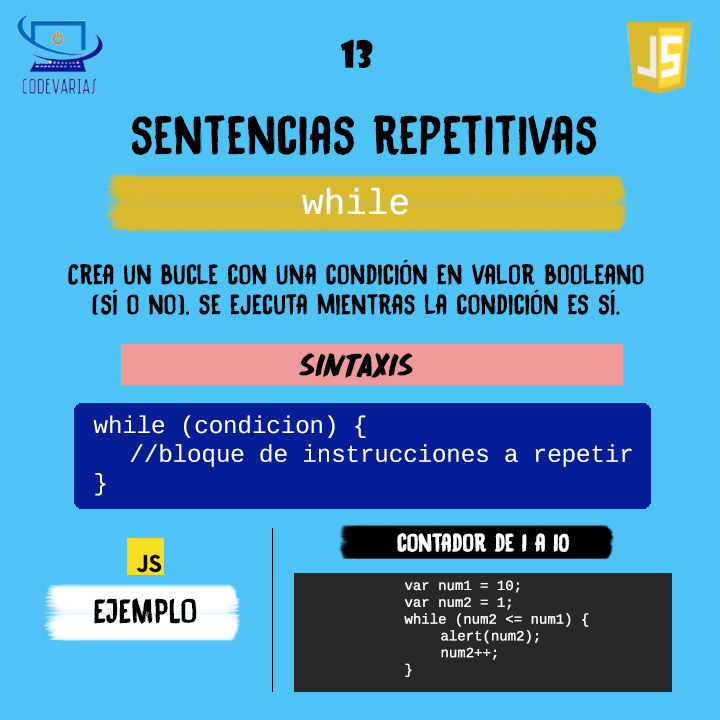 CODEVARIAS
13
JS
SENTENCIAS REPETITIVAS
while
CREA UN BUCLE CON UNA CONDICIÓN EN VALOR BOOLEANO
(SÍ O NO). SE EJECUTA MIENTRAS LA CONDICIÓN ES SÍ.
SINTAXIS
while (condicion) {
//bloque de instrucciones a repetir
}
JS
EJEMPLO
CONTADOR DE 1 A 10
var num1 = 10;
var num2 = 1;
while (num2 <= num1) {
alert(num2);
num2++;
}